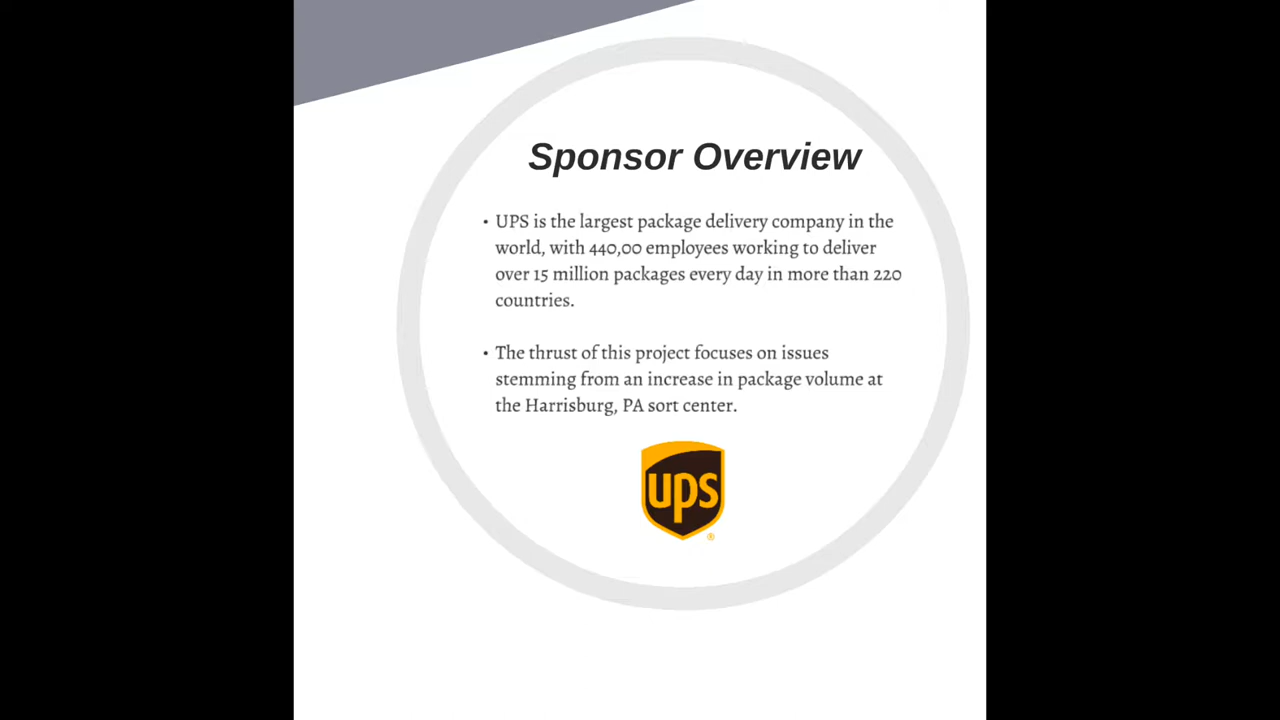 Sponsor Overview
• UPS is the largest package delivery company in the
world, with 440,00 employees working to deliver
over 15 million packages every day in more than 220
countries.
• The thrust of this project focuses on issues
stemming from an increase in package volume at
the Harrisburg, PA sort center.
ups
®